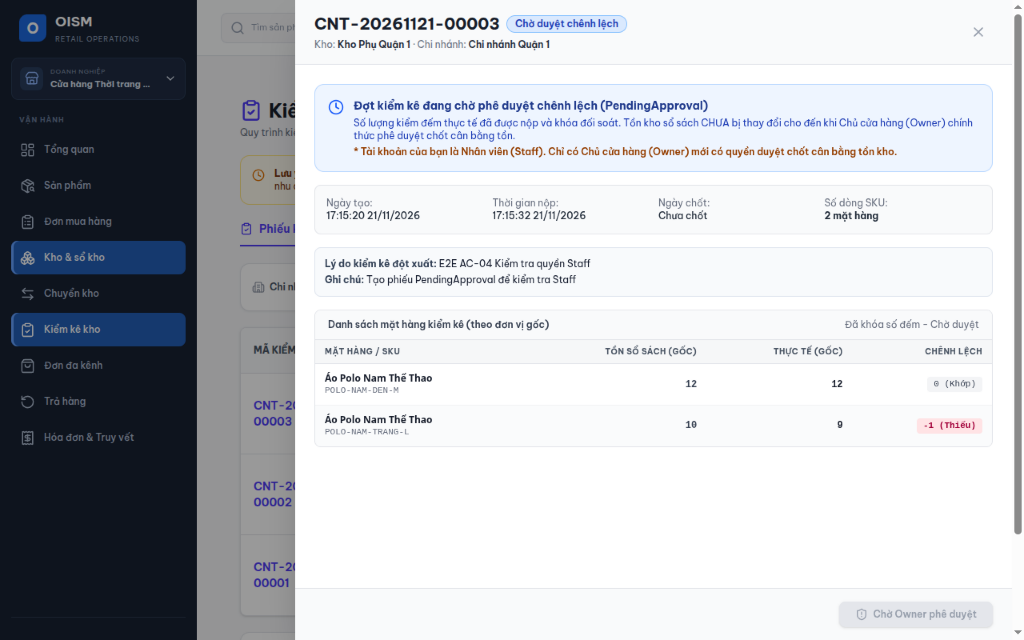 OISM
RETAIL OPERATIONS
DOANH NGHIỆP
Cửa hàng Thời trang ...
VẬN HÀNH
Tổng quan
Sản phẩm
Đơn mua hàng
Kho & sổ kho
Chuyển kho
Kiểm kê kho
Đơn đa kênh
Trả hàng
Hóa đơn & Truy vết
Tìm sản
Kiể
Quy trình kiể
Lưu
nhu
Phiếu
Chi
MÃ KIỂM
CNT-20
00003
CNT-20
00002
CNT-20
00001
CNT-20261121-00003 Chờ duyệt chênh lệch
Kho: Kho Phụ Quận 1 · Chi nhánh: Chi nhánh Quận 1
Đợt kiểm kê đang chờ phê duyệt chênh lệch (PendingApproval)
Số lượng kiểm đếm thực tế đã được nộp và khóa đối soát. Tồn kho sổ sách CHƯA bị thay đổi cho đến khi Chủ cửa hàng (Owner) chính
thức phê duyệt chốt cân bằng tồn.
* Tài khoản của bạn là Nhân viên (Staff). Chỉ có Chủ cửa hàng (Owner) mới có quyền duyệt chốt cân bằng tồn kho.
Ngày tạo: Thời gian nộp: Ngày chốt: Số dòng SKU:
17:15:20 21/11/2026 17:15:32 21/11/2026 Chưa chốt 2 mặt hàng
Lý do kiểm kê đột xuất: E2E AC-04 Kiểm tra quyền Staff
Ghi chú: Tạo phiếu PendingApproval để kiểm tra Staff
Danh sách mặt hàng kiểm kê (theo đơn vị gốc) Đã khóa số đếm - Chờ duyệt
MẶT HÀNG / SKU TỒN SỔ SÁCH (GỐC) THỰC TẾ (GỐC) CHÊNH LỆCH
Áo Polo Nam Thể Thao 12 12 0 (Khớp)
POLO-NAM-DEN-M
Áo Polo Nam Thể Thao 10 9 -1 (Thiếu)
POLO-NAM-TRANG-L
Chờ Owner phê duyệt